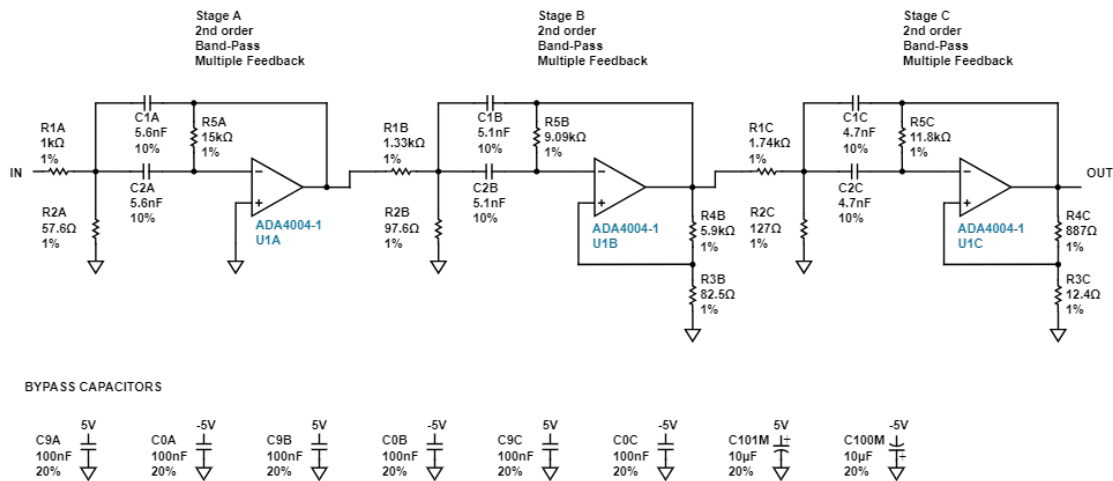 Stage A
2nd order
Band-Pass
Multiple Feedback
Stage B
2nd order
Band-Pass
Multiple Feedback
Stage C
2nd order
Band-Pass
Multiple Feedback
IN
R1A
1kΩ
1%
C1A
5.6nF
10%
R5A
15kΩ
1%
C2A
5.6nF
10%
R2A
57.6Ω
1%
ADA4004-1
U1A
R1B
1.33kΩ
1%
C1B
5.1nF
10%
R5B
9.09kΩ
1%
C2B
5.1nF
10%
R2B
97.6Ω
1%
ADA4004-1
U1B
R4B
5.9kΩ
1%
R3B
82.5Ω
1%
R1C
1.74kΩ
1%
C1C
4.7nF
10%
R5C
11.8kΩ
1%
C2C
4.7nF
10%
R2C
127Ω
1%
ADA4004-1
U1C
OUT
R4C
887Ω
1%
R3C
12.4Ω
1%
BYPASS CAPACITORS
5V
C9A
100nF
20%
-5V
C0A
100nF
20%
5V
C9B
100nF
20%
-5V
C0B
100nF
20%
5V
C9C
100nF
20%
-5V
C0C
100nF
20%
5V
C101M
10µF
20%
-5V
C100M
10µF
20%